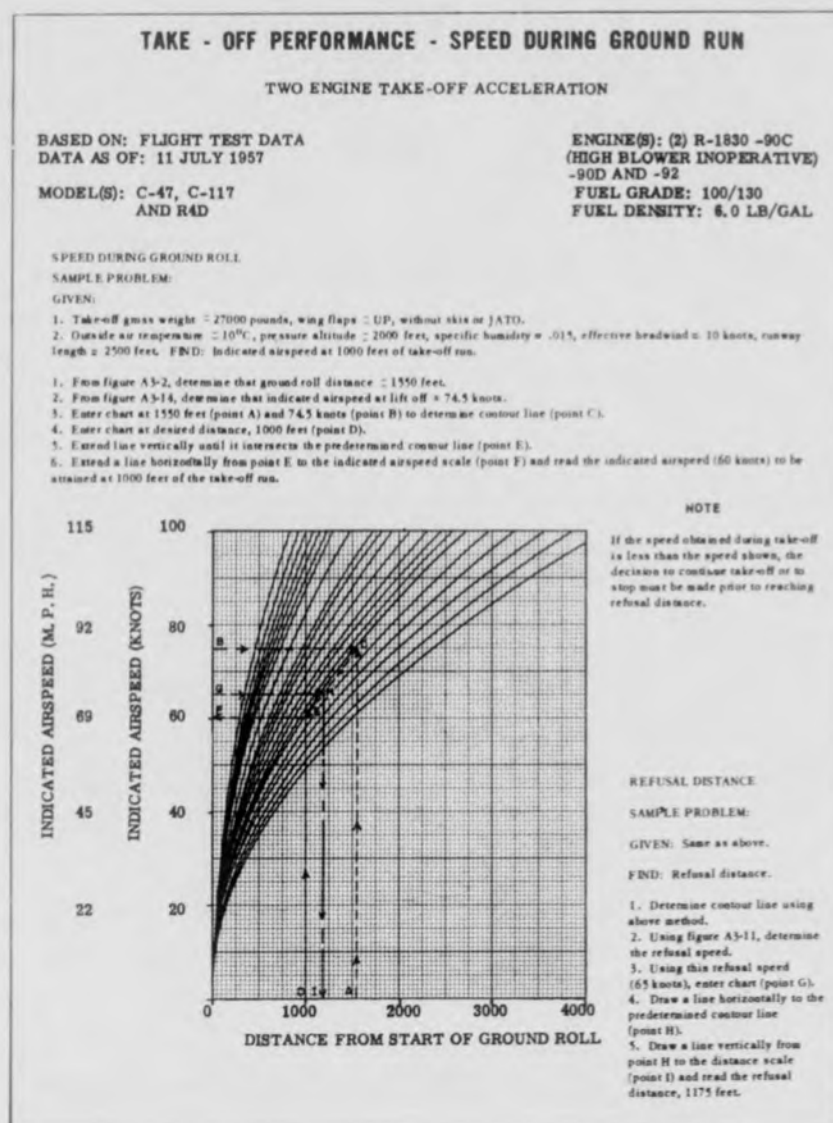 TAKE - OFF PERFORMANCE - SPEED DURING GROUND RUN
TWO ENGINE TAKE-OFF ACCELERATION
BASED ON: FLIGHT TEST DATA
DATA AS OF: 11 JULY 1957
MODEL(S): C-47, C-117
AND R4D
ENGINE(S): (2) R-1830 -90C
(HIGH BLOWER INOPERATIVE)
-90D AND -92
FUEL GRADE: 100/130
FUEL DENSITY: 6.0 LB/GAL
SPEED DURING GROUND ROLL
SAMPLE PROBLEM:
GIVEN:
1. Take-off gross weight = 27000 pounds, wing flaps = UP, without skis or JATO.
2. Outside air temperature = 10°C, pressure altitude = 2000 feet, specific humidity = .015, effective headwind = 10 knots, runway
length = 2500 feet. FIND: Indicated airspeed at 1000 feet of take-off run.
1. From figure A3-2, determine that ground roll distance = 1550 feet.
2. From figure A3-14, determine that indicated airspeed at lift off = 74.5 knots.
3. Enter chart at 1550 feet (point A) and 74.5 knots (point B) to determine contour line (point C).
4. Enter chart at desired distance, 1000 feet (point D).
5. Extend line vertically until it intersects the predetermined contour line (point E).
6. Extend a line horizontally from point E to the indicated airspeed scale (point F) and read the indicated airspeed (60 knots) to be
attained at 1000 feet of the take-off run.
NOTE
If the speed obtained during take-off
is less than the speed shown, the
decision to continue take-off or to
stop must be made prior to reaching
refusal distance.
INDICATED AIRSPEED (M. P. H.)
115
92
69
45
22
INDICATED AIRSPEED (KNOTS)
100
80
60
40
20
B
G
F
C
H
E
D I A
0 1000 2000 3000 4000
DISTANCE FROM START OF GROUND ROLL
REFUSAL DISTANCE
SAMPLE PROBLEM:
GIVEN: Same as above.
FIND: Refusal distance.
1. Determine contour line using
above method.
2. Using figure A3-11, determine
the refusal speed.
3. Using this refusal speed
(65 knots), enter chart (point G).
4. Draw a line horizontally to the
predetermined contour line
(point H).
5. Draw a line vertically from
point H to the distance scale
(point I) and read the refusal
distance, 1175 feet.